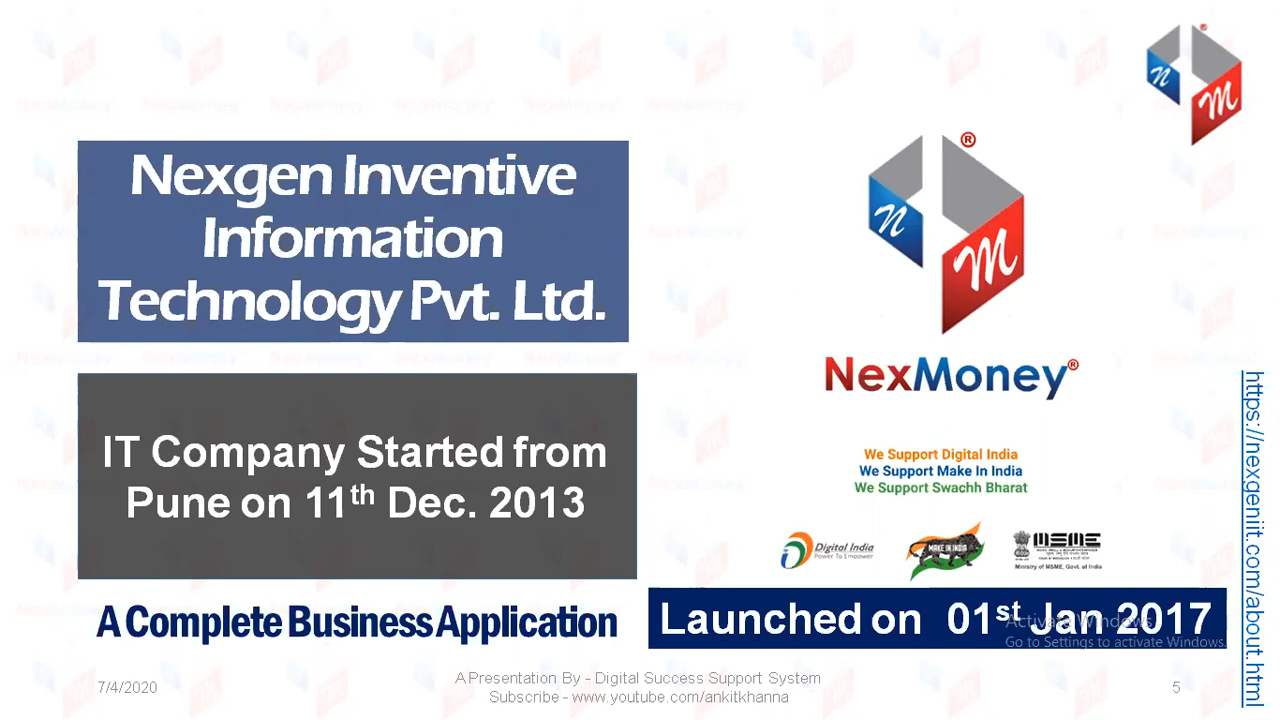 Nexgen Inventive
Information
Technology Pvt. Ltd.
IT Company Started from
Pune on 11th Dec. 2013
A Complete Business Application
n
m
®
n
m
®
NexMoney®
We Support Digital India
We Support Make In India
We Support Swachh Bharat
Digital India
Power To Empower
MAKE IN INDIA
MSME
Ministry of MSME, Govt. of India
Launched on 01st Jan 2017
Activate Windows
Go to Settings to activate Windows.
https://nexgeniit.com/about.html
7/4/2020
A Presentation By - Digital Success Support System
Subscribe - www.youtube.com/ankitkhanna
5